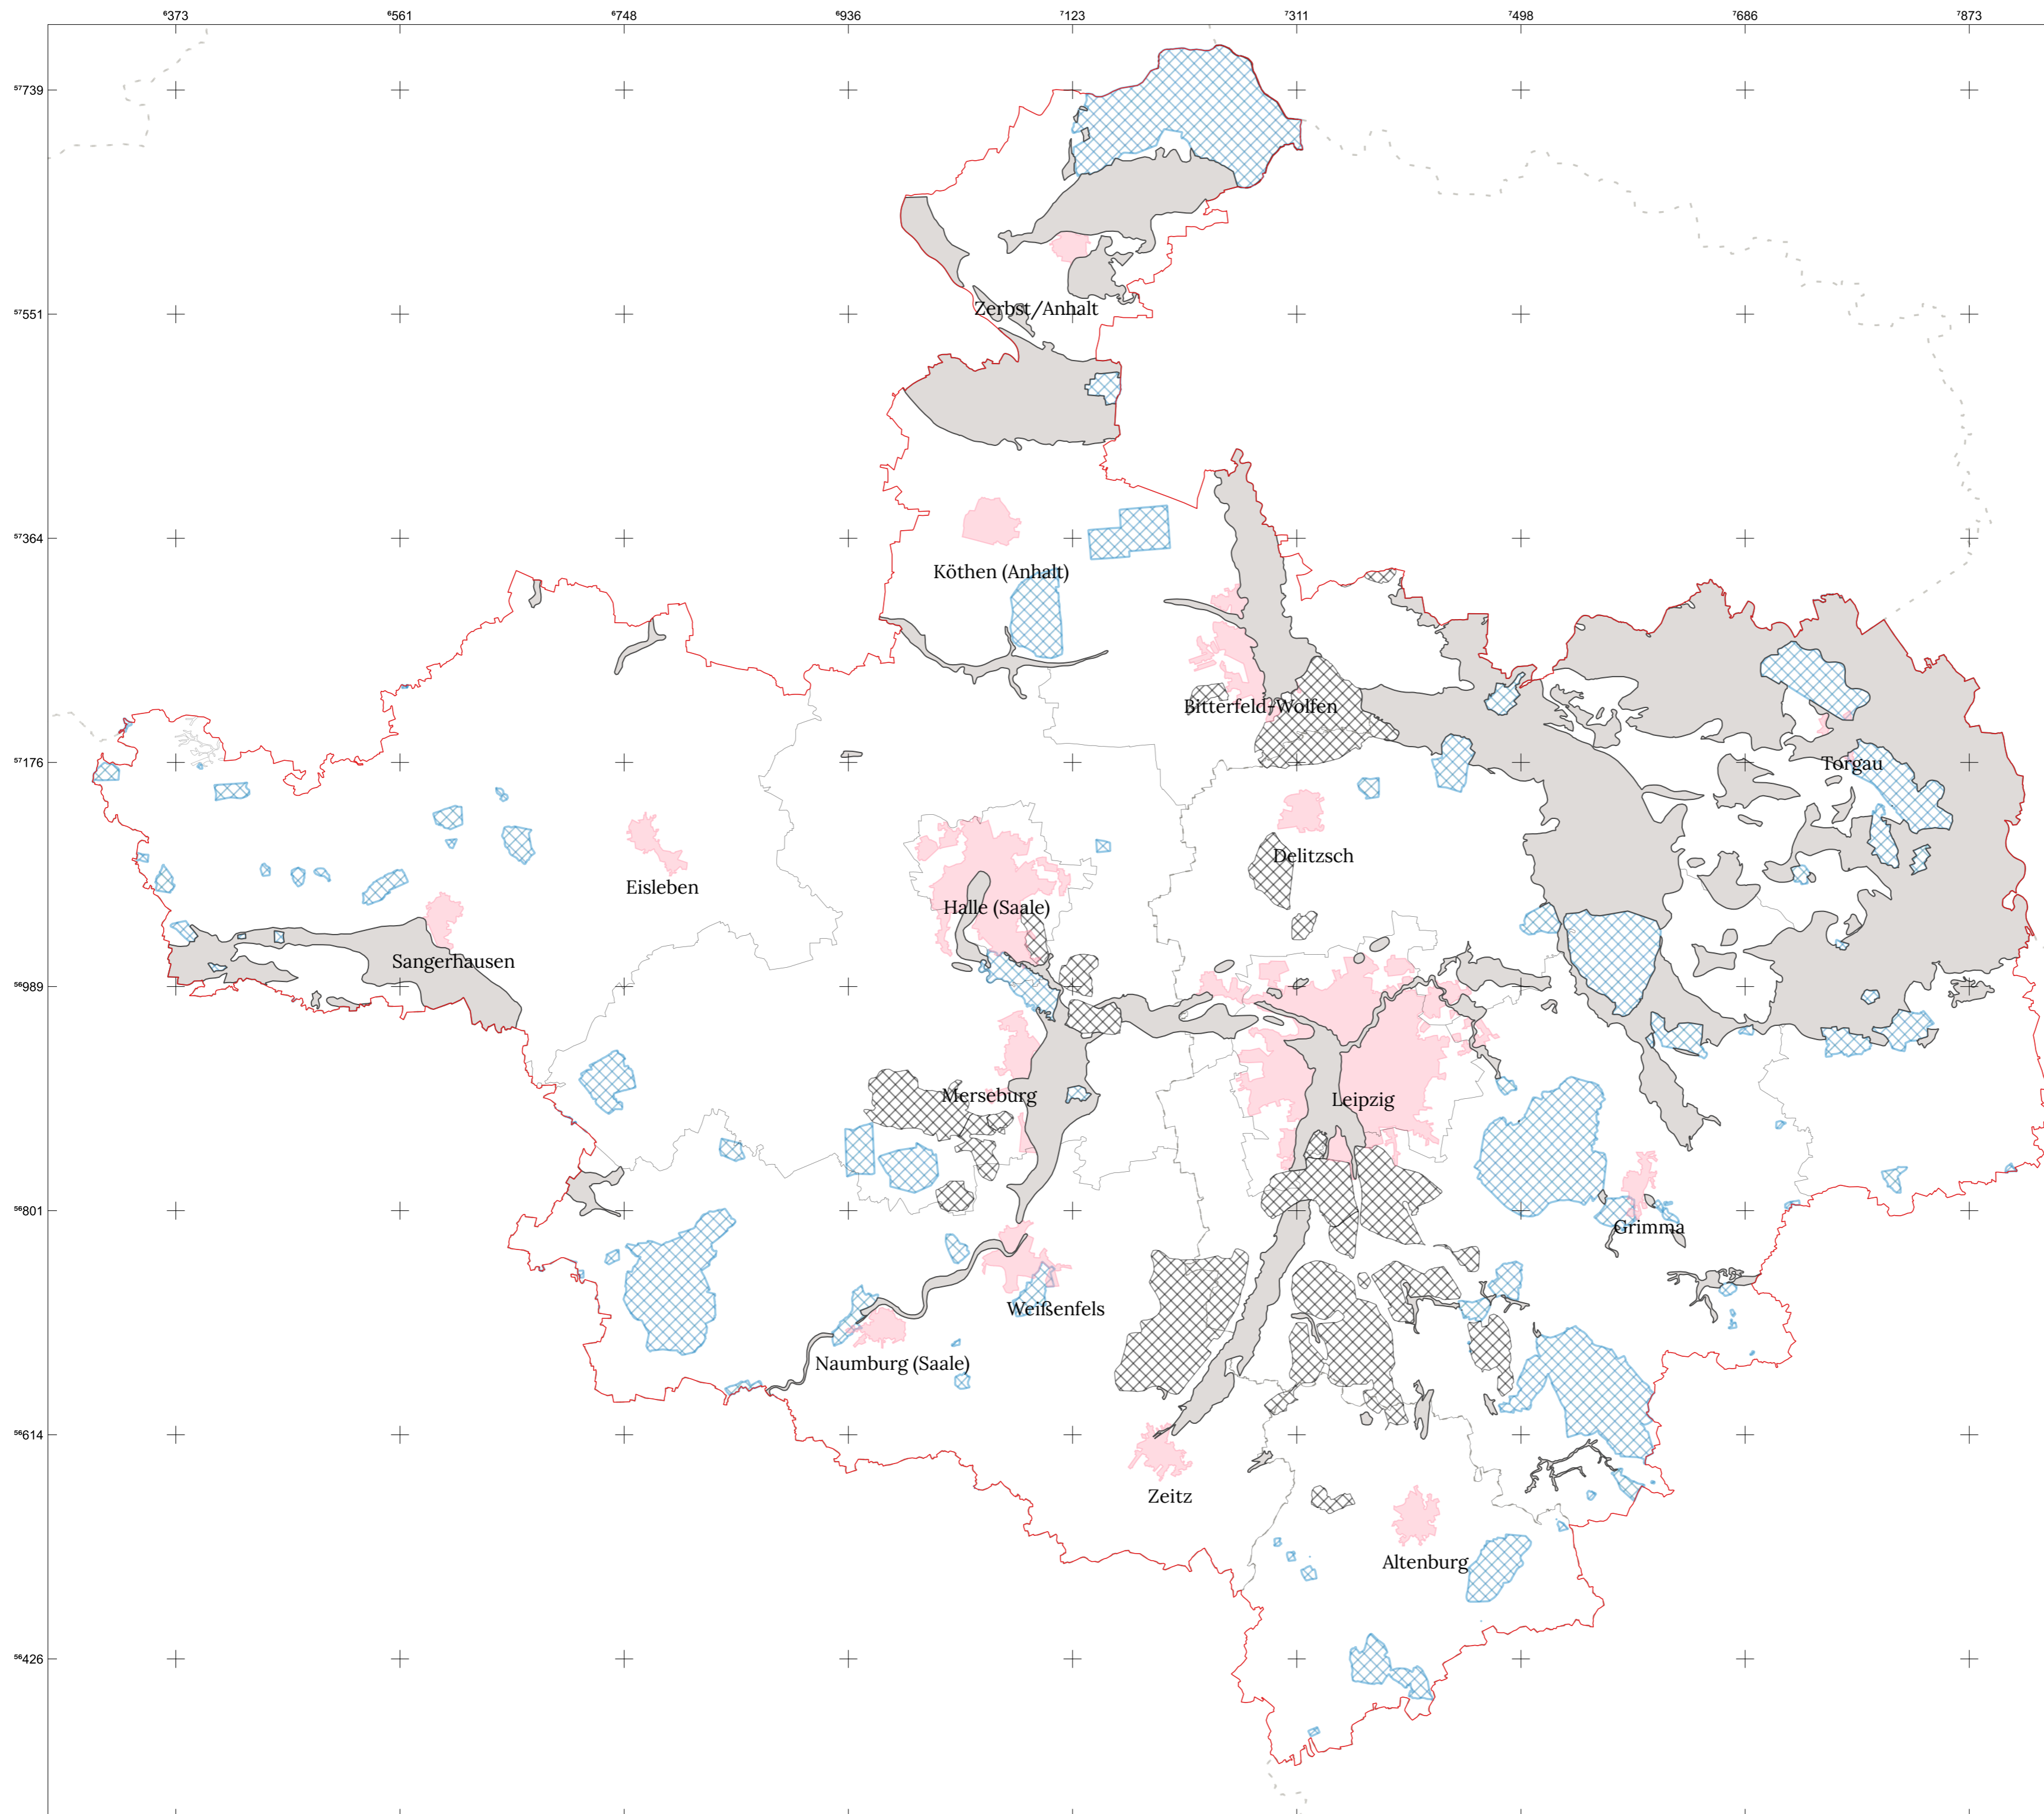 ⁶373 ⁶561 ⁶748 ⁶936 ⁷123 ⁷311 ⁷498 ⁷686 ⁷873
⁵⁷739
⁵⁷551
Zerbst/Anhalt
⁵⁷364
Köthen (Anhalt)
Bitterfeld-Wolfen
⁵⁷176
Torgau
Delitzsch
Eisleben
Halle (Saale)
Sangerhausen
⁵⁶989
Merseburg
Leipzig
⁵⁶801
Grimma
Weißenfels
Naumburg (Saale)
⁵⁶614
Zeitz
Altenburg
⁵⁶426